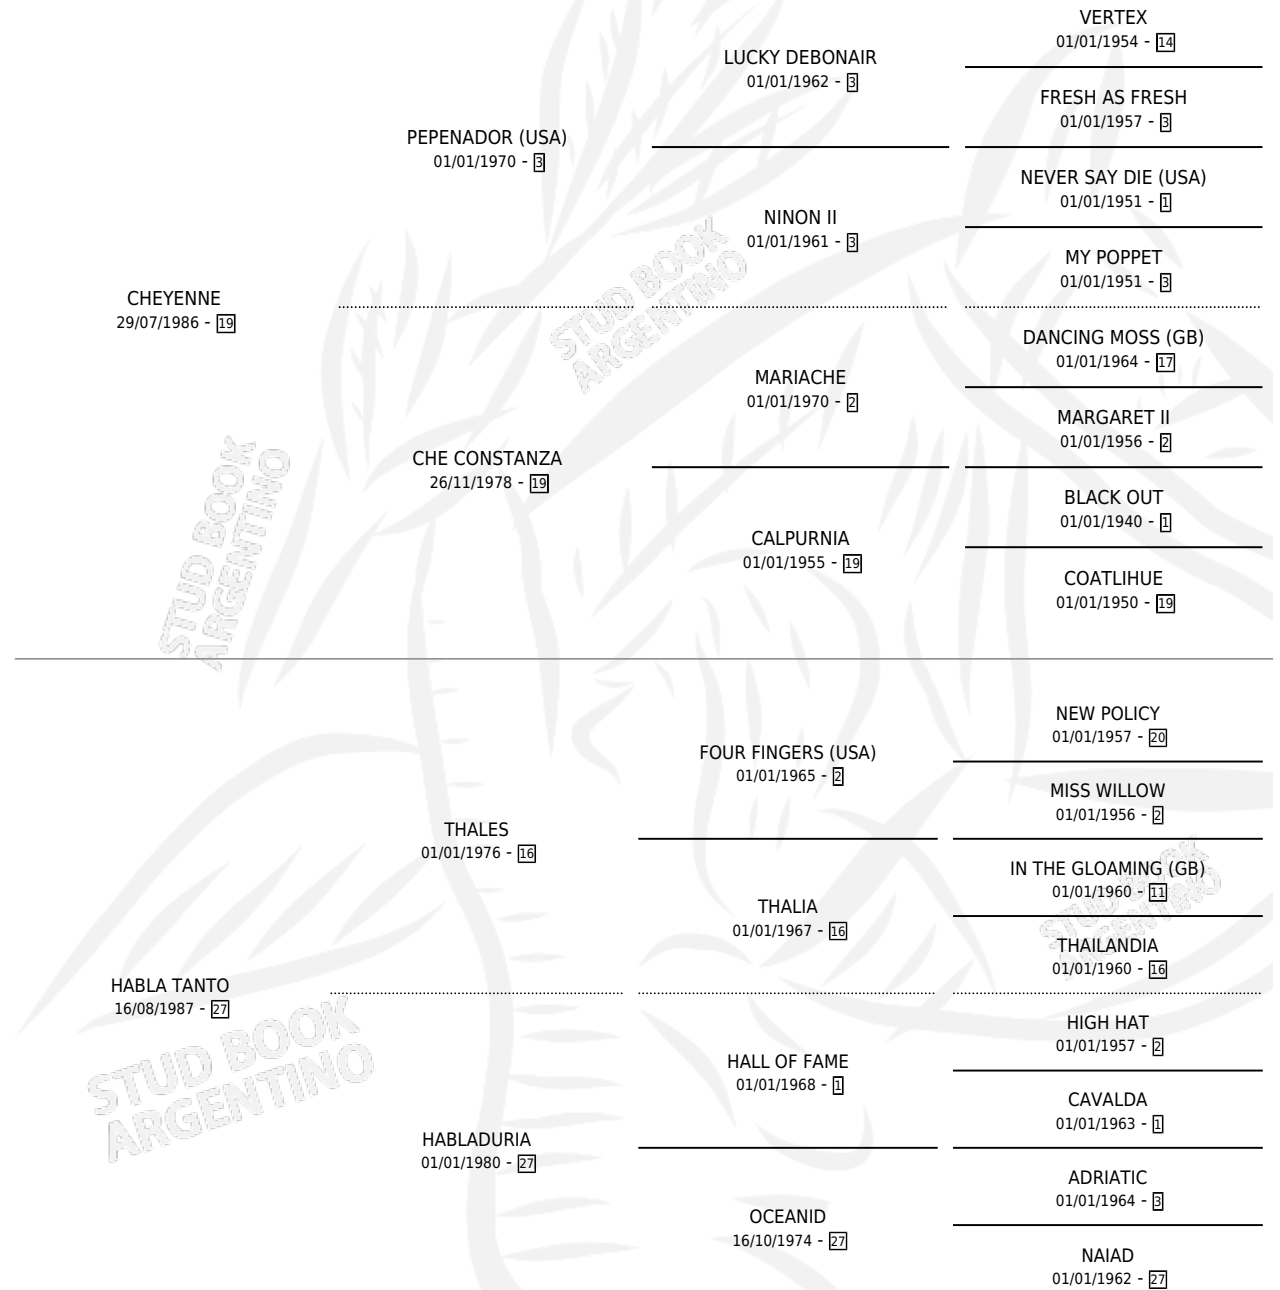 VERTEX
01/01/1954 - 14
LUCKY DEBONAIR
01/01/1962 - 3
FRESH AS FRESH
01/01/1957 - 3
PEPENADOR (USA)
01/01/1970 - 3
NEVER SAY DIE (USA)
01/01/1951 - 1
NINON II
01/01/1961 - 3
MY POPPET
01/01/1951 - 3
CHEYENNE
29/07/1986 - 19
DANCING MOSS (GB)
01/01/1964 - 17
MARIACHE
01/01/1970 - 2
MARGARET II
01/01/1956 - 2
CHE CONSTANZA
26/11/1978 - 19
BLACK OUT
01/01/1940 - 1
CALPURNIA
01/01/1955 - 19
COATLIHUE
01/01/1950 - 19
NEW POLICY
01/01/1957 - 20
FOUR FINGERS (USA)
01/01/1965 - 2
MISS WILLOW
01/01/1956 - 2
THALES
01/01/1976 - 16
IN THE GLOAMING (GB)
01/01/1960 - 11
THALIA
01/01/1967 - 16
THAILANDIA
01/01/1960 - 16
HABLA TANTO
16/08/1987 - 27
HIGH HAT
01/01/1957 - 2
HALL OF FAME
01/01/1968 - 1
CAVALDA
01/01/1963 - 1
HABLADURIA
01/01/1980 - 27
ADRIATIC
01/01/1964 - 3
OCEANID
16/10/1974 - 27
NAIAD
01/01/1962 - 27
STUD BOOK
ARGENTINO
STUD BOOK
ARGENTINO
STUD BOOK
ARGENTINO
STUD BOOK
ARGENTINO